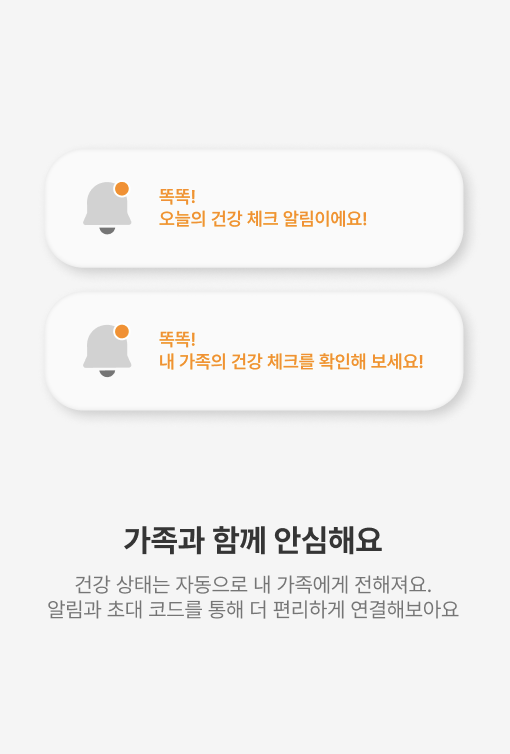 똑똑!
오늘의 건강 체크 알림이에요!
똑똑!
내 가족의 건강 체크를 확인해 보세요!
가족과 함께 안심해요
건강 상태는 자동으로 내 가족에게 전해져요.
알림과 초대 코드를 통해 더 편리하게 연결해보아요